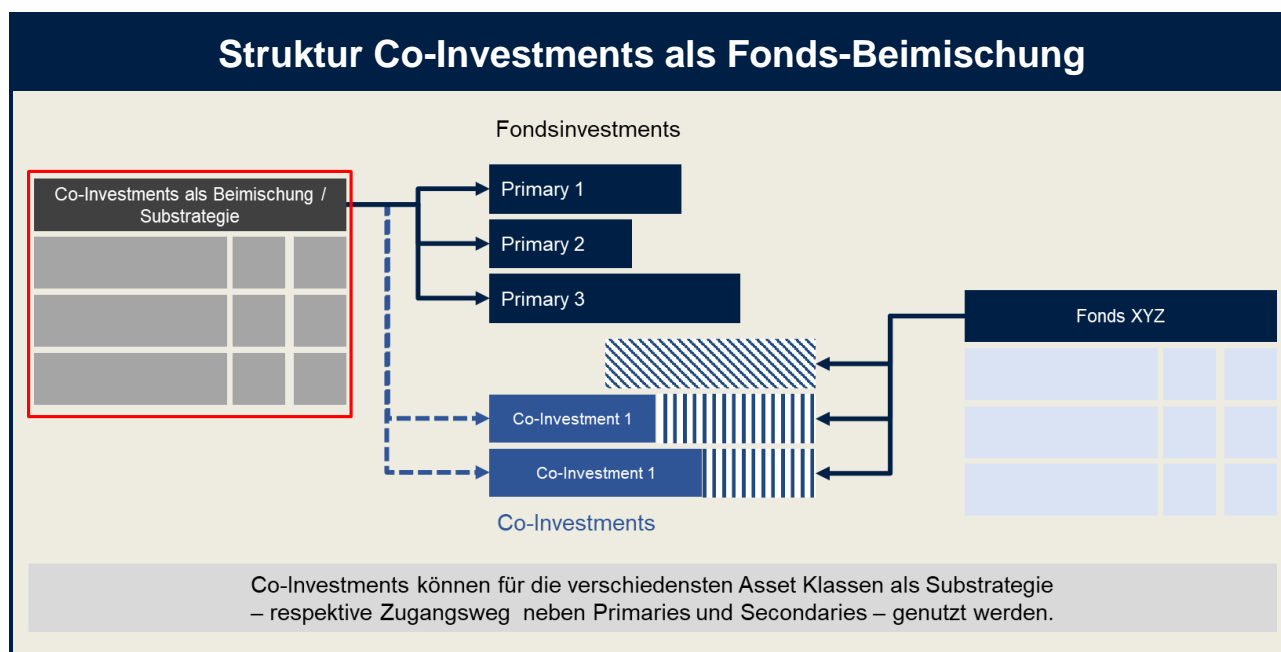 Struktur Co-Investments als Fonds-Beimischung
Fondsinvestments
Co-Investments als Beimischung /
Substrategie
Primary 1
Primary 2
Primary 3
Fonds XYZ
Co-Investment 1
Co-Investment 1
Co-Investments
Co-Investments können für die verschiedensten Asset Klassen als Substrategie
– respektive Zugangsweg neben Primaries und Secondaries – genutzt werden.